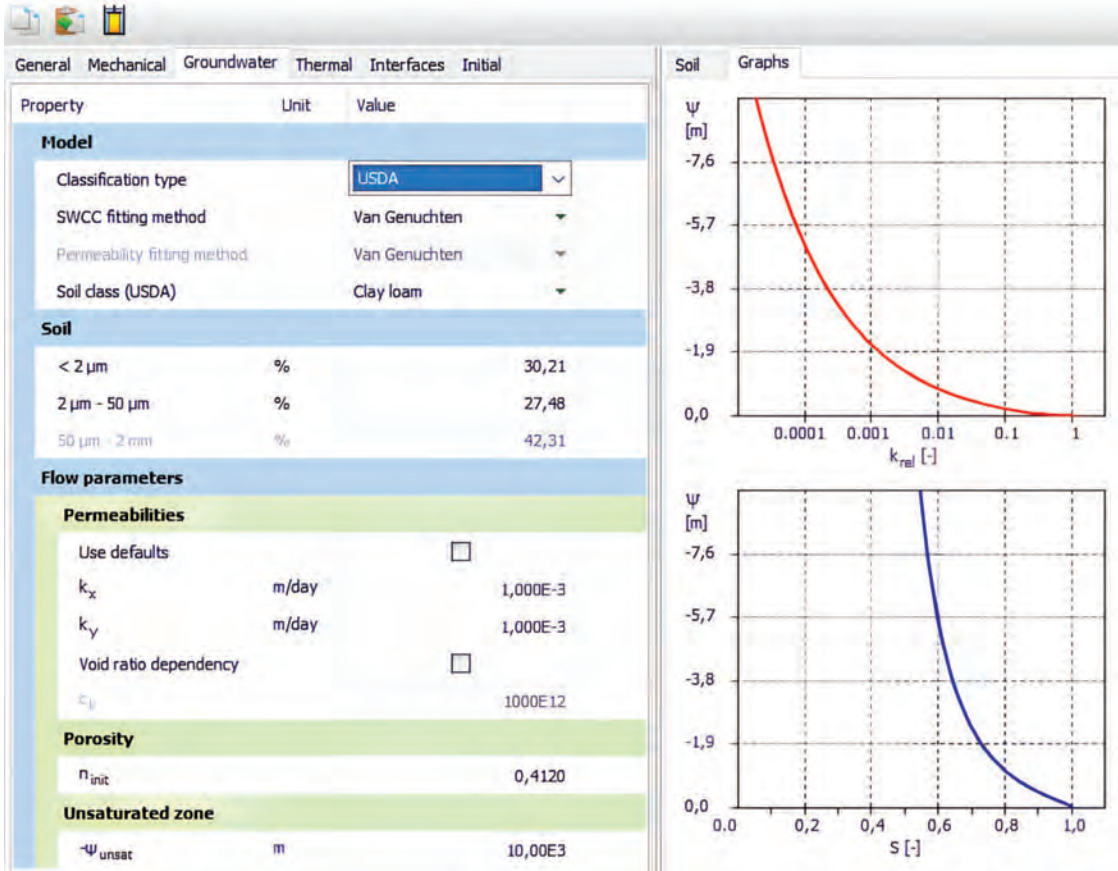 General Mechanical Groundwater Thermal Interfaces Initial
Property Unit Value
Model
Classification type USDA
SWCC fitting method Van Genuchten
Permeability fitting method Van Genuchten
Soil class (USDA) Clay loam
Soil
< 2 μm % 30,21
2 μm - 50 μm % 27,48
50 μm - 2 mm % 42,31
Flow parameters
Permeabilities
Use defaults
kx m/day 1,000E-3
ky m/day 1,000E-3
Void ratio dependency
ck 1000E12
Porosity
ninit 0,4120
Unsaturated zone
-Ψunsat m 10,00E3
Soil Graphs
Ψ
[m]
-7,6
-5,7
-3,8
-1,9
0,0
0.0001 0.001 0.01 0.1 1
krel [-]
Ψ
[m]
-7,6
-5,7
-3,8
-1,9
0,0
0.0 0,2 0,4 0,6 0,8 1,0
S [-]